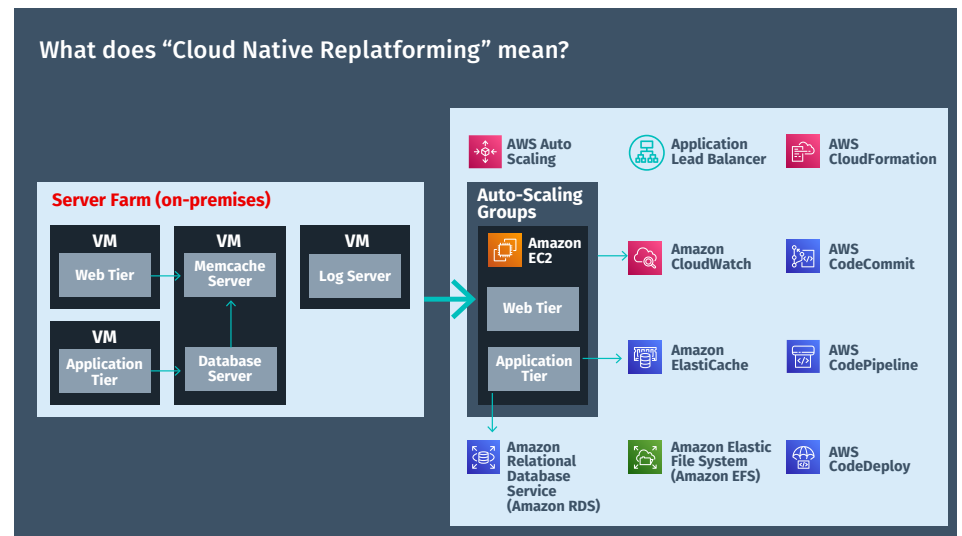 What does “Cloud Native Replatforming” mean?
Server Farm (on-premises)
VM
Web Tier
VM
Application
Tier
VM
Memcache
Server
Database
Server
VM
Log Server
AWS Auto
Scaling
Application
Lead Balancer
AWS
CloudFormation
Auto-Scaling
Groups
Amazon
EC2
Web Tier
Application
Tier
Amazon
CloudWatch
AWS
CodeCommit
Amazon
ElastiCache
AWS
CodePipeline
Amazon
Relational
Database
Service
(Amazon RDS)
Amazon Elastic
File System
(Amazon EFS)
AWS
CodeDeploy